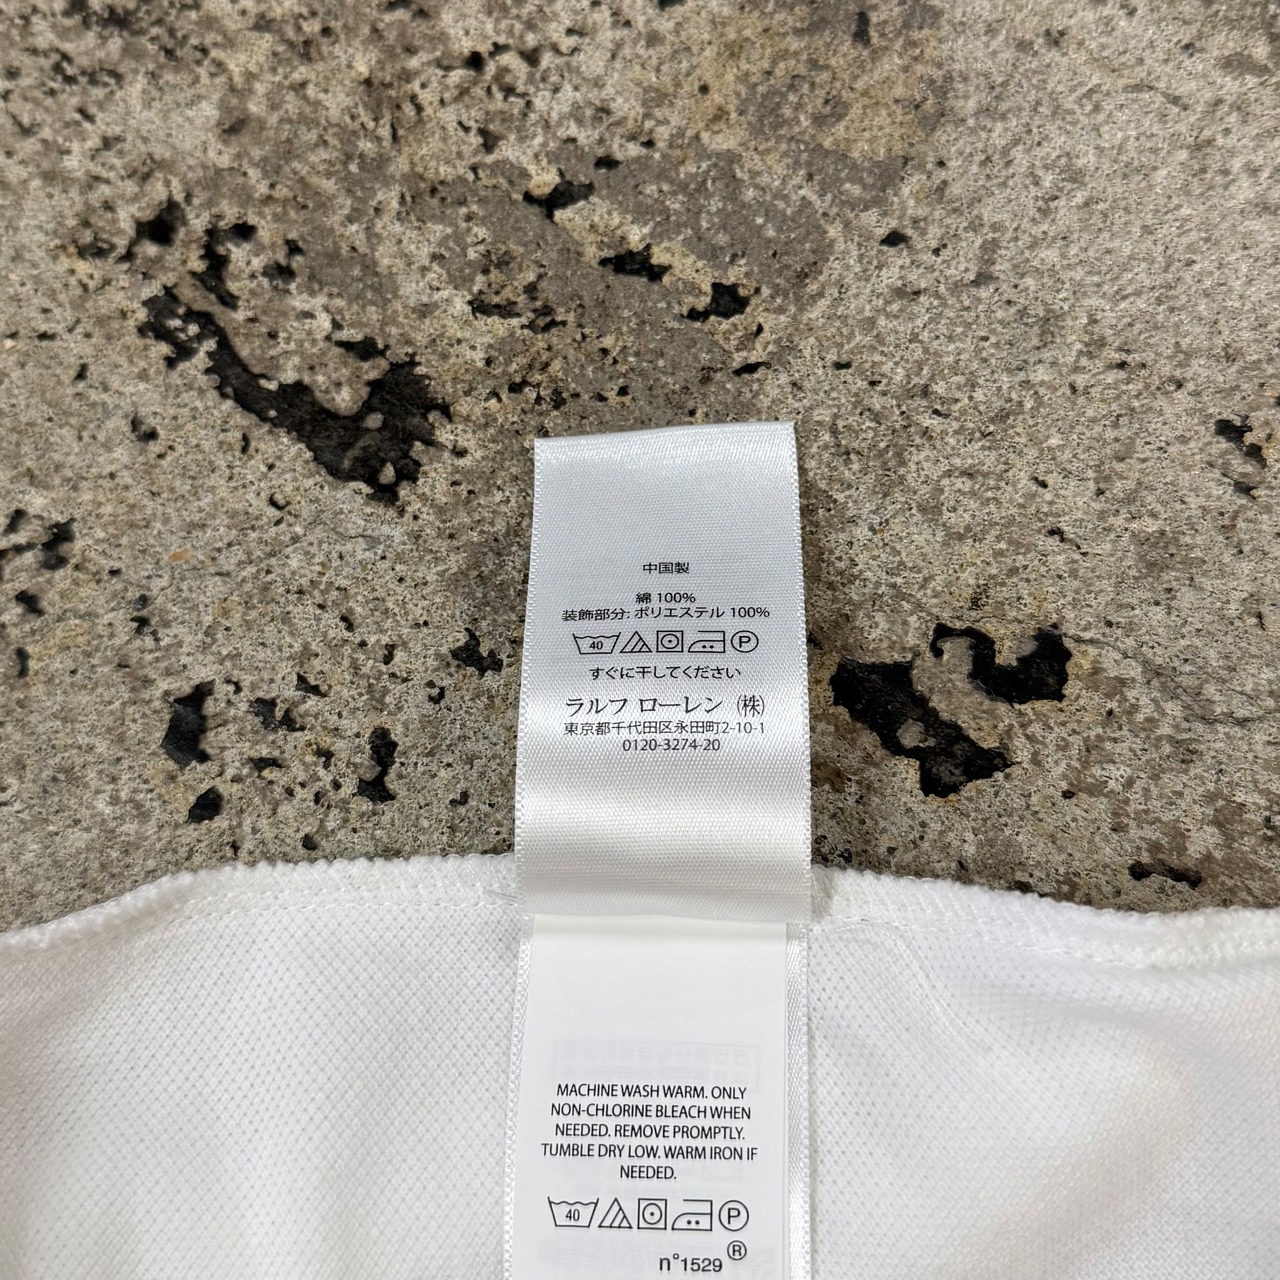 中国製
綿 100%
装飾部分: ポリエステル 100%
40 P
すぐに干してください
ラルフ ローレン (株)
東京都千代田区永田町2-10-1
0120-3274-20
MACHINE WASH WARM. ONLY
NON-CHLORINE BLEACH WHEN
NEEDED. REMOVE PROMPTLY.
TUMBLE DRY LOW. WARM IRON IF
NEEDED.
40 P
n°1529 ®